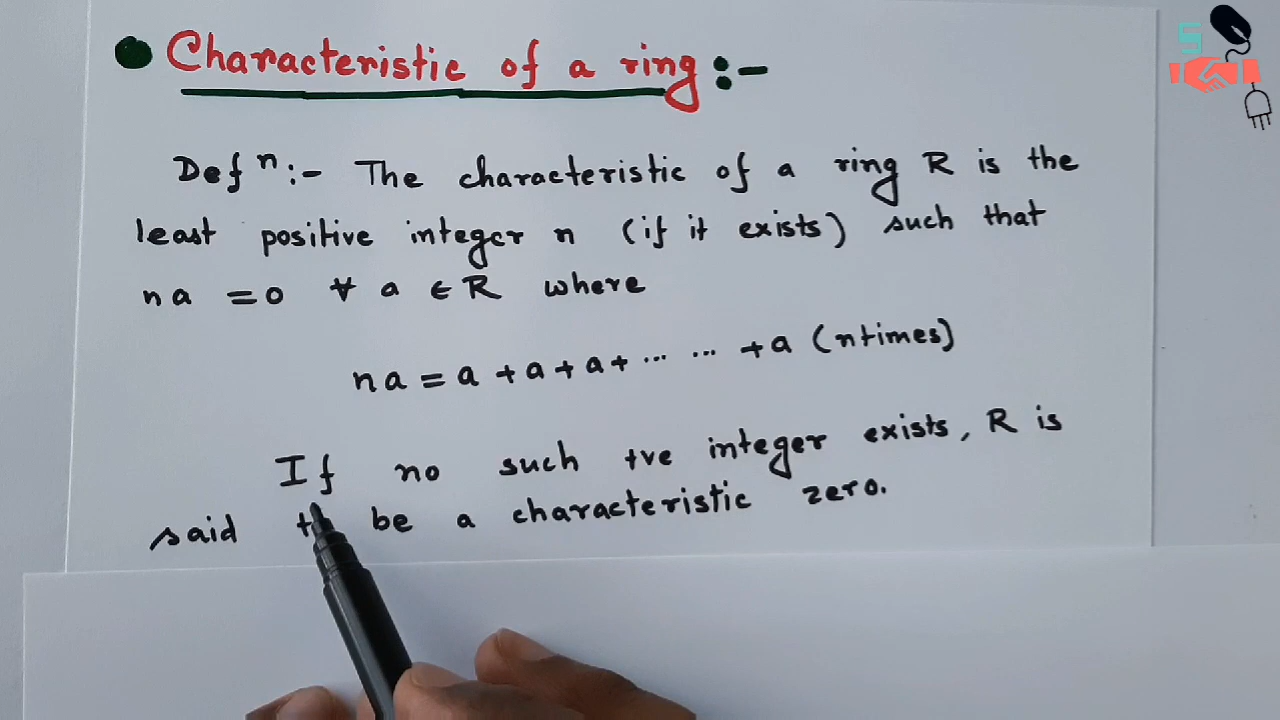 Characteristic of a ring :-
Defⁿ :- The characteristic of a ring R is the
least positive integer n (if it exists) such that
na = 0 ∀ a ∈ R where
na = a + a + a + ... ... + a (n times)
If no such +ve integer exists, R is
said to be a characteristic zero.